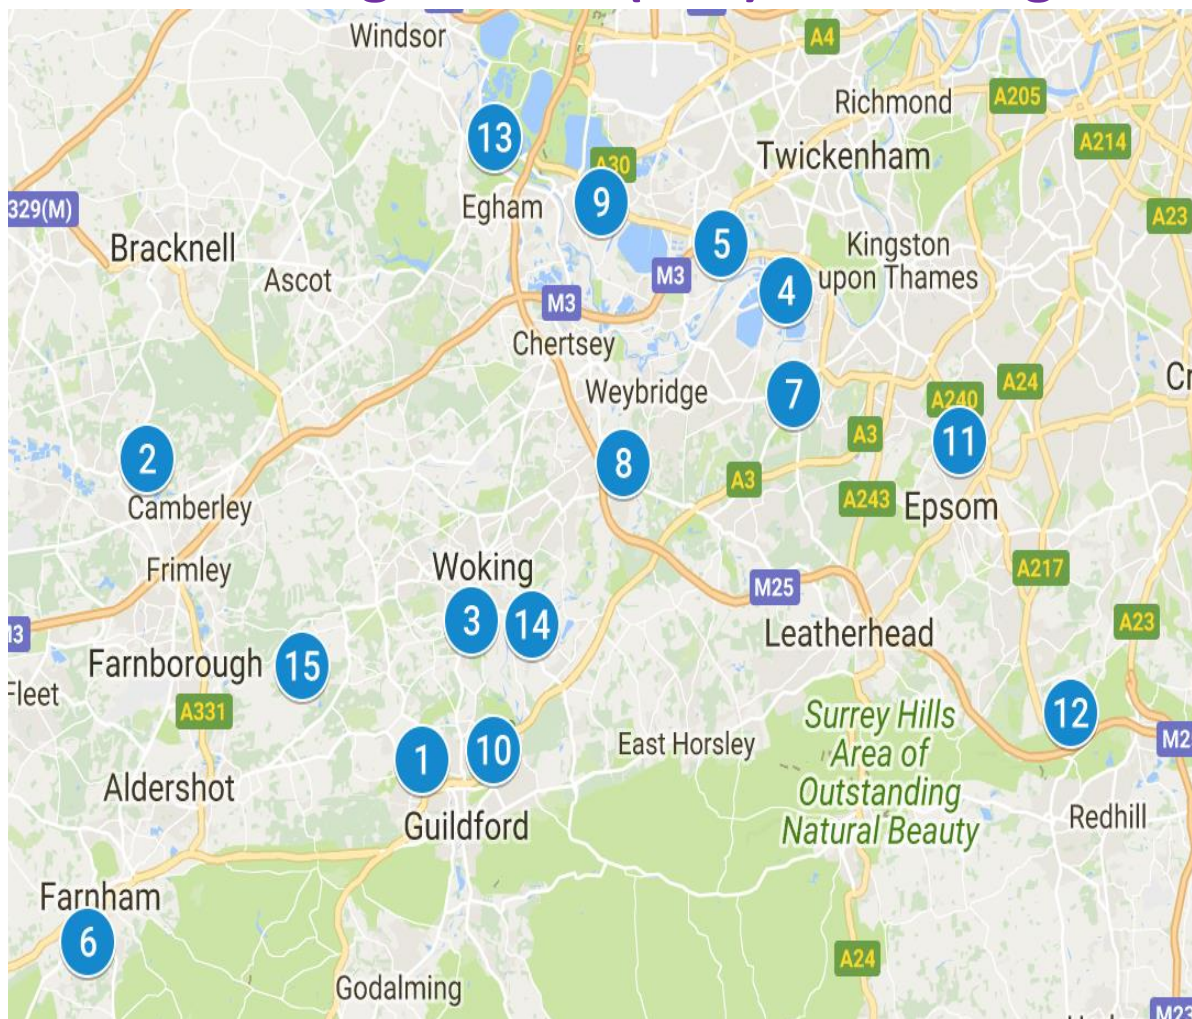 Windsor
A4
Richmond
A205
13
A214
Twickenham
A30
329(M)
9
Egham
A23
5
Bracknell
Kingston
upon Thames
Ascot
M3
4
M3
Chertsey
A24
Weybridge
7
A240
11
A3
2
8
A3
Camberley
A243
Epsom
Frimley
Woking
A217
M25
3
14
A23
Leatherhead
Farnborough
15
Fleet
A331
12
Surrey Hills
Area of
Outstanding
Natural Beauty
East Horsley
1
10
Aldershot
Guildford
Redhill
Farnham
6
A24
Godalming
M23